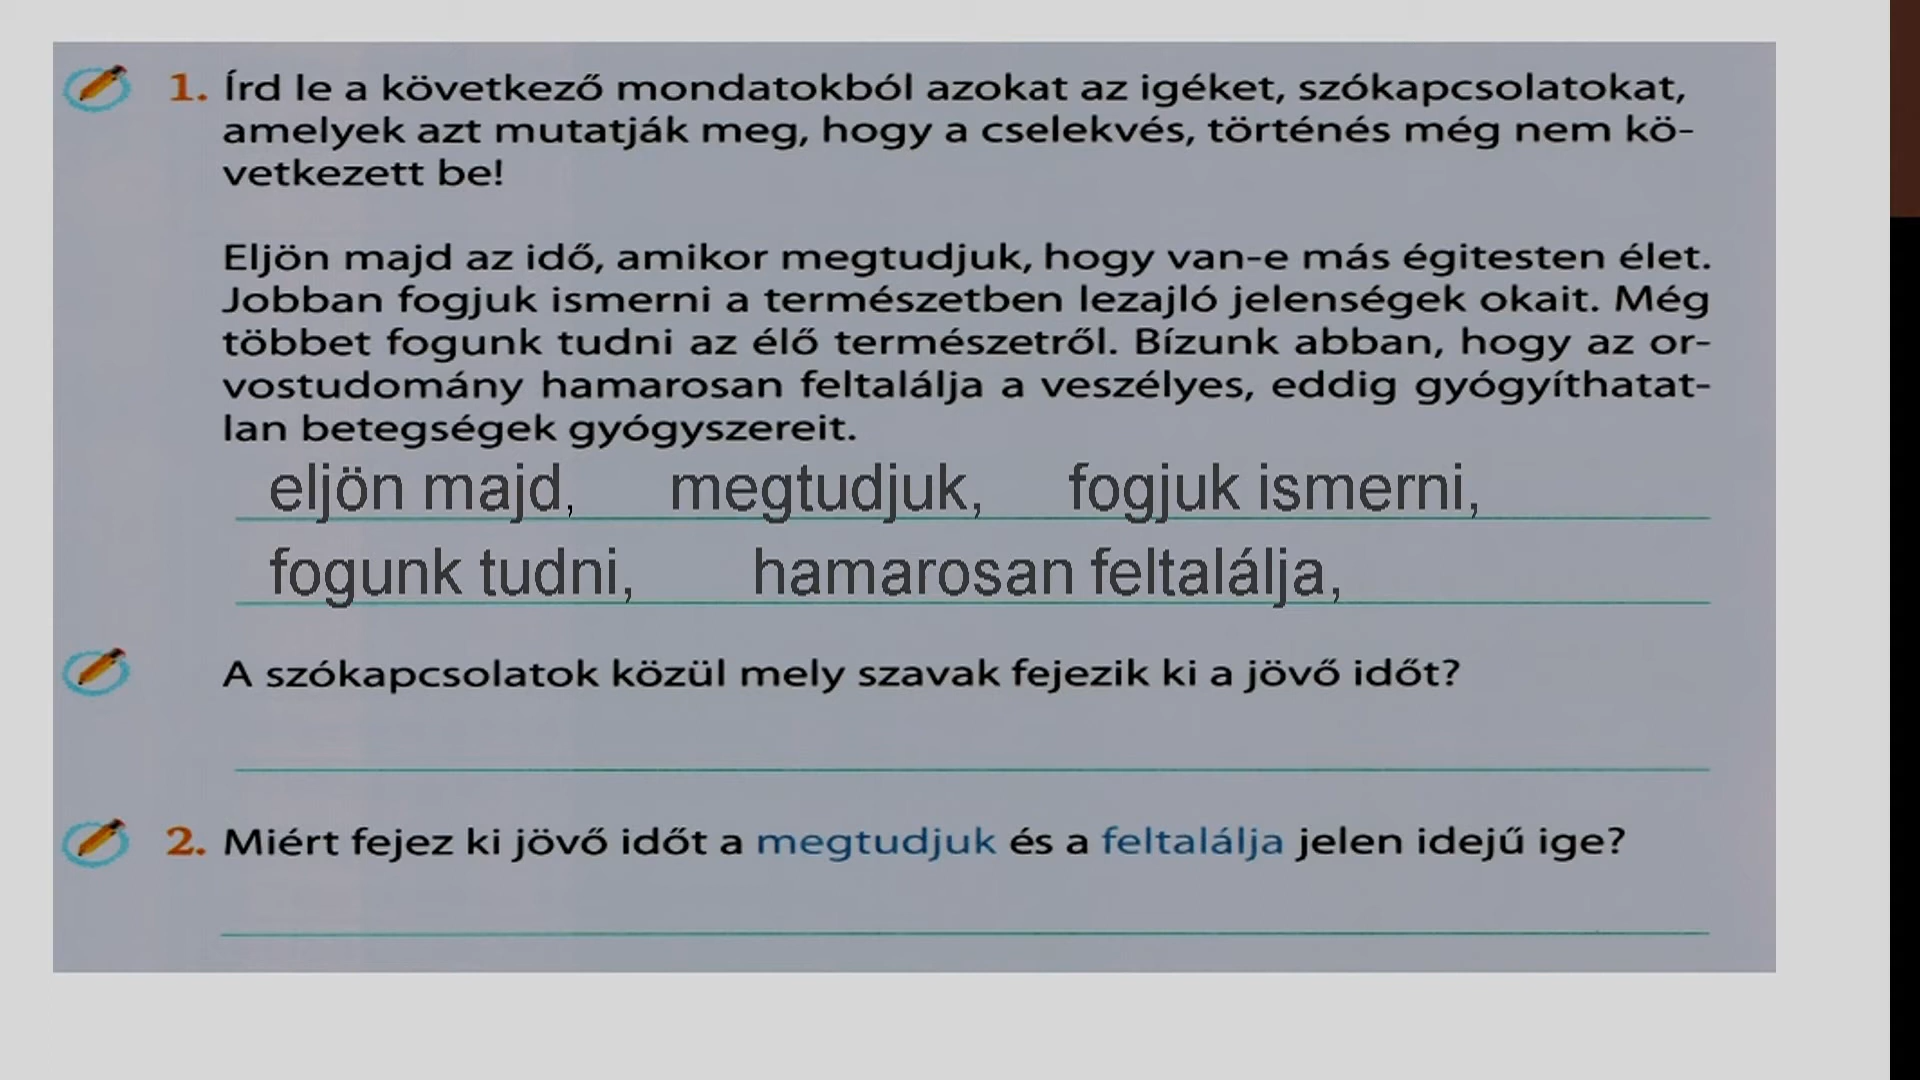 1. Írd le a következő mondatokból azokat az igéket, szókapcsolatokat,
amelyek azt mutatják meg, hogy a cselekvés, történés még nem kö-
vetkezett be!
Eljön majd az idő, amikor megtudjuk, hogy van-e más égitesten élet.
Jobban fogjuk ismerni a természetben lezajló jelenségek okait. Még
többet fogunk tudni az élő természetről. Bízunk abban, hogy az or-
vostudomány hamarosan feltalálja a veszélyes, eddig gyógyíthatat-
lan betegségek gyógyszereit.
eljön majd, megtudjuk, fogjuk ismerni,
fogunk tudni, hamarosan feltalálja,
A szókapcsolatok közül mely szavak fejezik ki a jövő időt?
2. Miért fejez ki jövő időt a megtudjuk és a feltalálja jelen idejű ige?